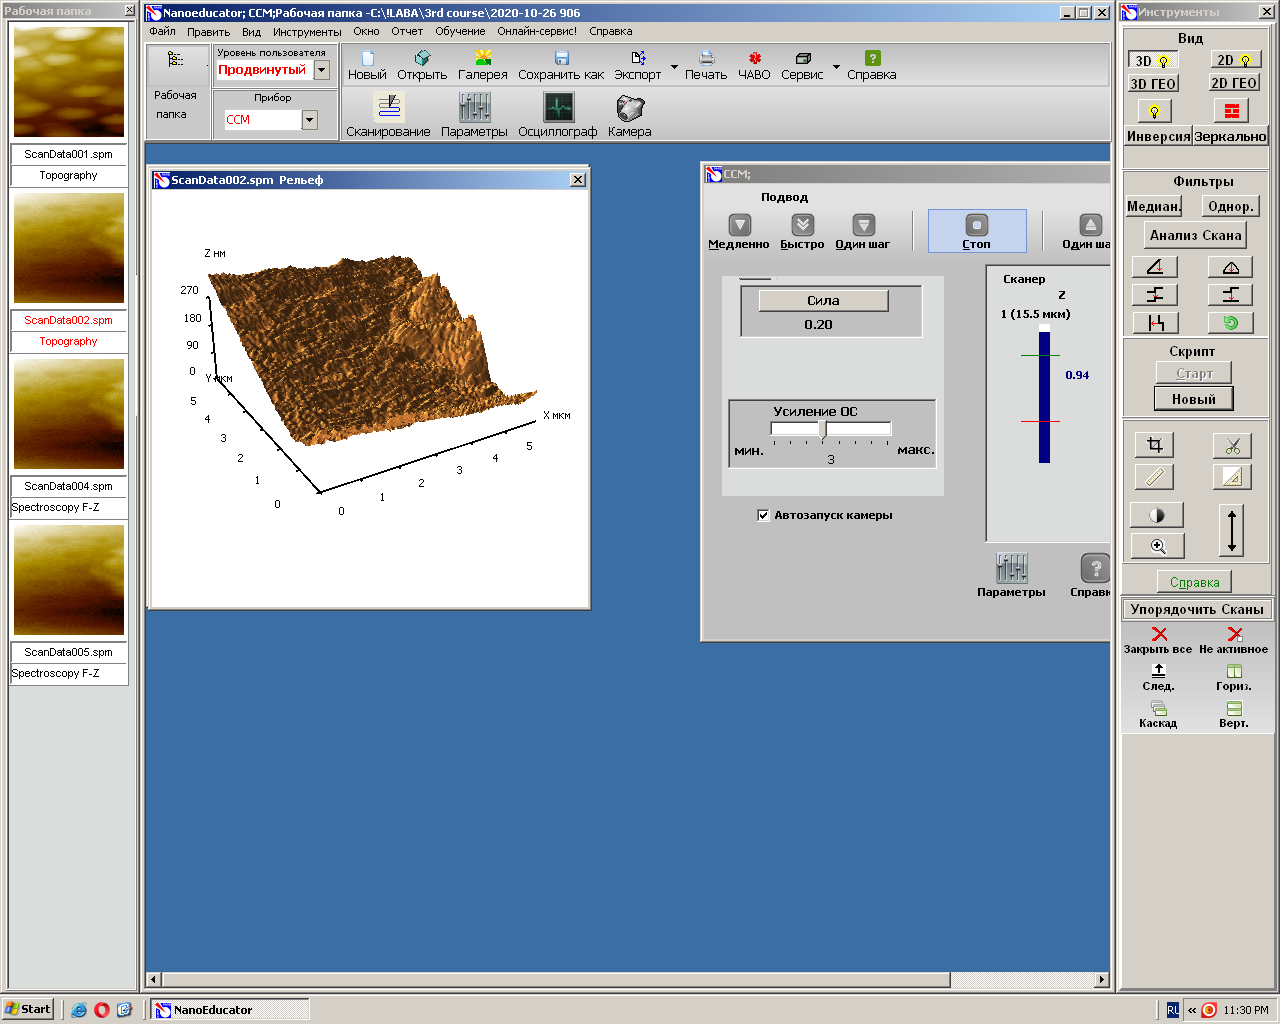 Рабочая папка
ScanData001.spm
Topography
ScanData002.spm
Topography
ScanData004.spm
Spectroscopy F-Z
ScanData005.spm
Spectroscopy F-Z
Nanoeducator; ССМ;Рабочая папка -C:\!LABA\3rd course\2020-10-26 906
Файл Править Вид Инструменты Окно Отчет Обучение Онлайн-сервис! Справка
Рабочая
папка
Уровень пользователя
Продвинутый
Прибор
ССМ
Новый Открыть Галерея Сохранить как Экспорт Печать ЧАВО Сервис Справка
Сканирование Параметры Осциллограф Камера
ScanData002.spm Рельеф
Z нм
270
180
90
0
Y мкм
5
4
3
2
1
0
X мкм
5
4
3
2
1
0
ССМ;
Подвод
Медленно Быстро Один шаг Стоп Один ша
Сила
0.20
Усиление ОС
мин. макс.
3
Автозапуск камеры
Сканер
Z
1 (15.5 мкм)
0.94
Параметры Справк
Инструменты
Вид
3D 2D
3D ГЕО 2D ГЕО
Инверсия Зеркально
Фильтры
Медиан. Однор.
Анализ Скана
Скрипт
Старт
Новый
Справка
Упорядочить Сканы
Закрыть все Не активное
След. Гориз.
Каскад Верт.
Start
NanoEducator
RU
«
11:30 PM